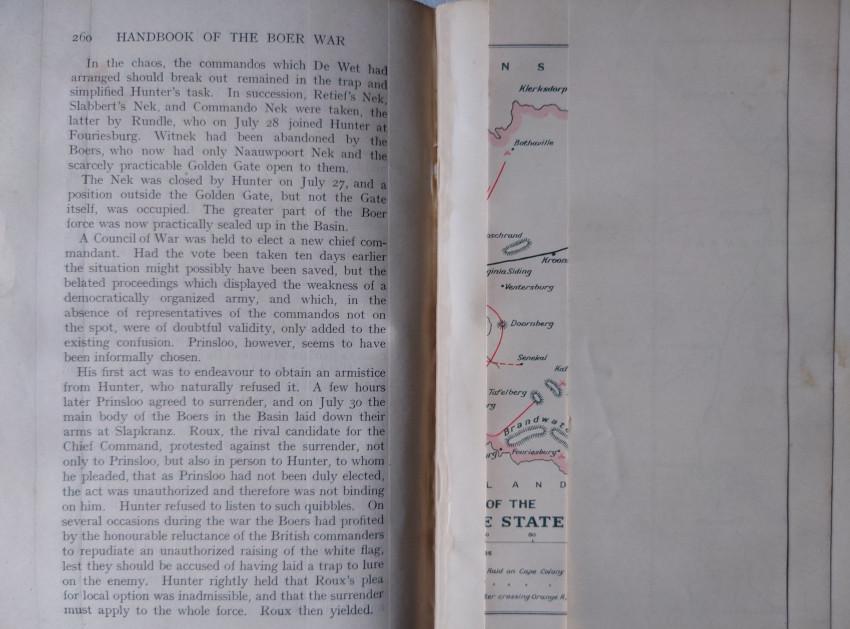 260 HANDBOOK OF THE BOER WAR
In the chaos, the commandos which De Wet had
arranged should break out remained in the trap and
simplified Hunter's task. In succession, Retief's Nek,
Slabbert's Nek, and Commando Nek were taken, the
latter by Rundle, who on July 28 joined Hunter at
Fouriesburg. Witnek had been abandoned by the
Boers, who now had only Naauwpoort Nek and the
scarcely practicable Golden Gate open to them.
The Nek was closed by Hunter on July 27, and a
position outside the Golden Gate, but not the Gate
itself, was occupied. The greater part of the Boer
force was now practically sealed up in the Basin.
A Council of War was held to elect a new chief com-
mandant. Had the vote been taken ten days earlier
the situation might possibly have been saved, but the
belated proceedings which displayed the weakness of a
democratically organized army, and which, in the
absence of representatives of the commandos not on
the spot, were of doubtful validity, only added to the
existing confusion. Prinsloo, however, seems to have
been informally chosen.
His first act was to endeavour to obtain an armistice
from Hunter, who naturally refused it. A few hours
later Prinsloo agreed to surrender, and on July 30 the
main body of the Boers in the Basin laid down their
arms at Slapkranz. Roux, the rival candidate for the
Chief Command, protested against the surrender, not
only to Prinsloo, but also in person to Hunter, to whom
he pleaded, that as Prinsloo had not been duly elected,
the act was unauthorized and therefore was not binding
on him. Hunter refused to listen to such quibbles. On
several occasions during the war the Boers had profited
by the honourable reluctance of the British commanders
to repudiate an unauthorized raising of the white flag,
lest they should be accused of having laid a trap to lure
on the enemy. Hunter rightly held that Roux's plea
for local option was inadmissible, and that the surrender
must apply to the whole force. Roux then yielded.
N S
Klerksdorp
Bothaville
oschrand
Kroon
ginia Siding
Ventersburg
Doornberg
Senekal
Kaf
Tafelberg
rg
Brandwat
urg
Fouriesburg
L A N D
OF THE
E STATE
80
Raid on Cape Colony
ter crossing Orange R.